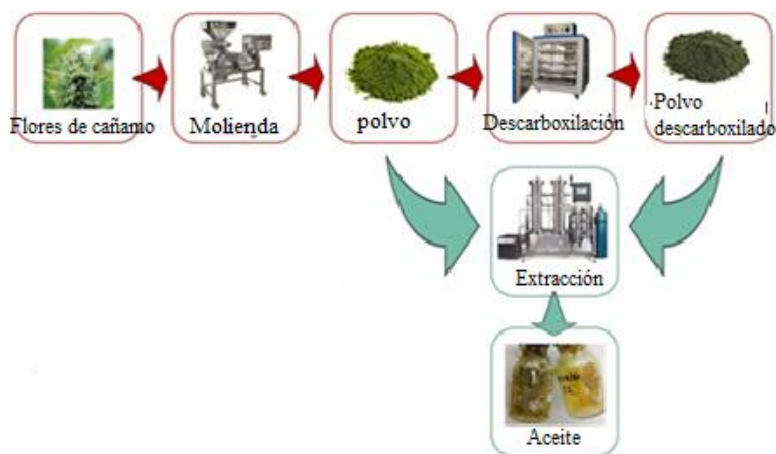 Flores de cañamo
Molienda
polvo
Descarboxilación
Polvo
descarboxilado
Extracción
Aceite